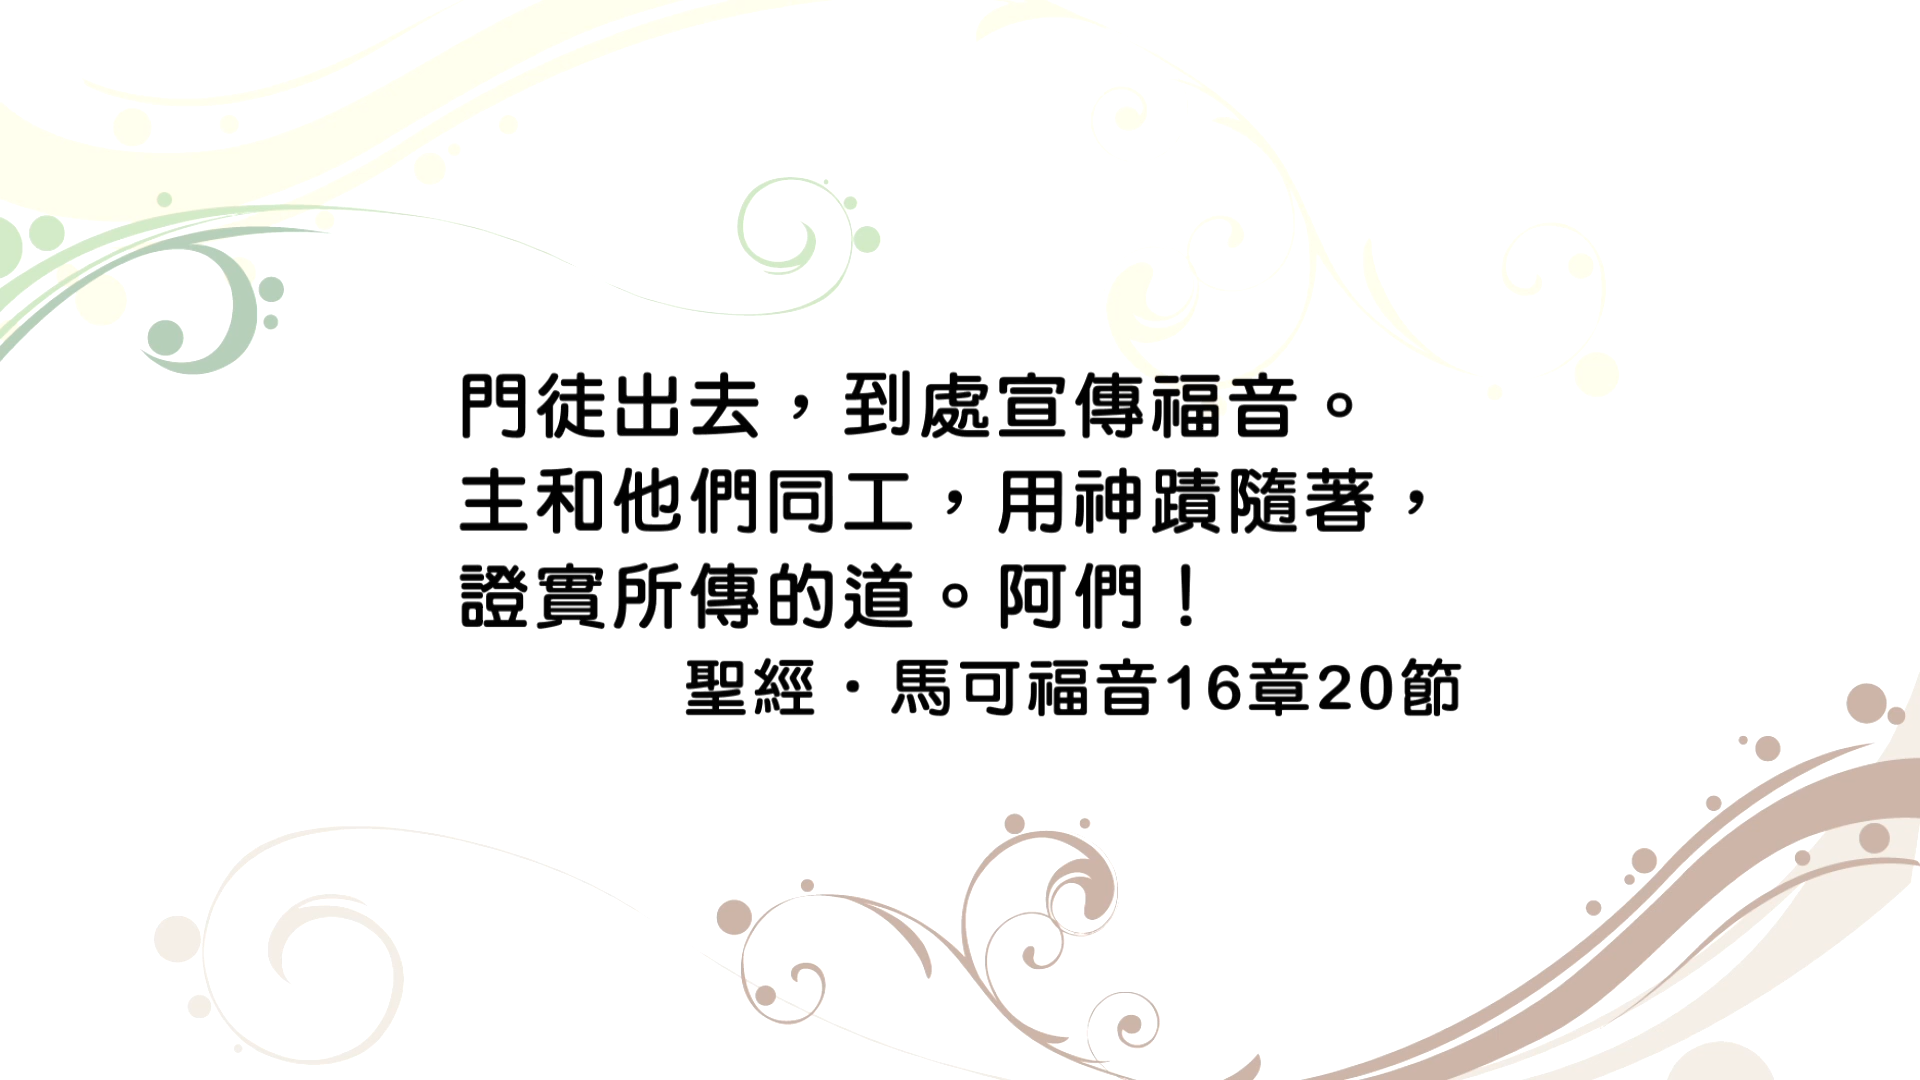 門徒出去，到處宣傳福音。
主和他們同工，用神蹟隨著，
證實所傳的道。阿們！
聖經．馬可福音16章20節